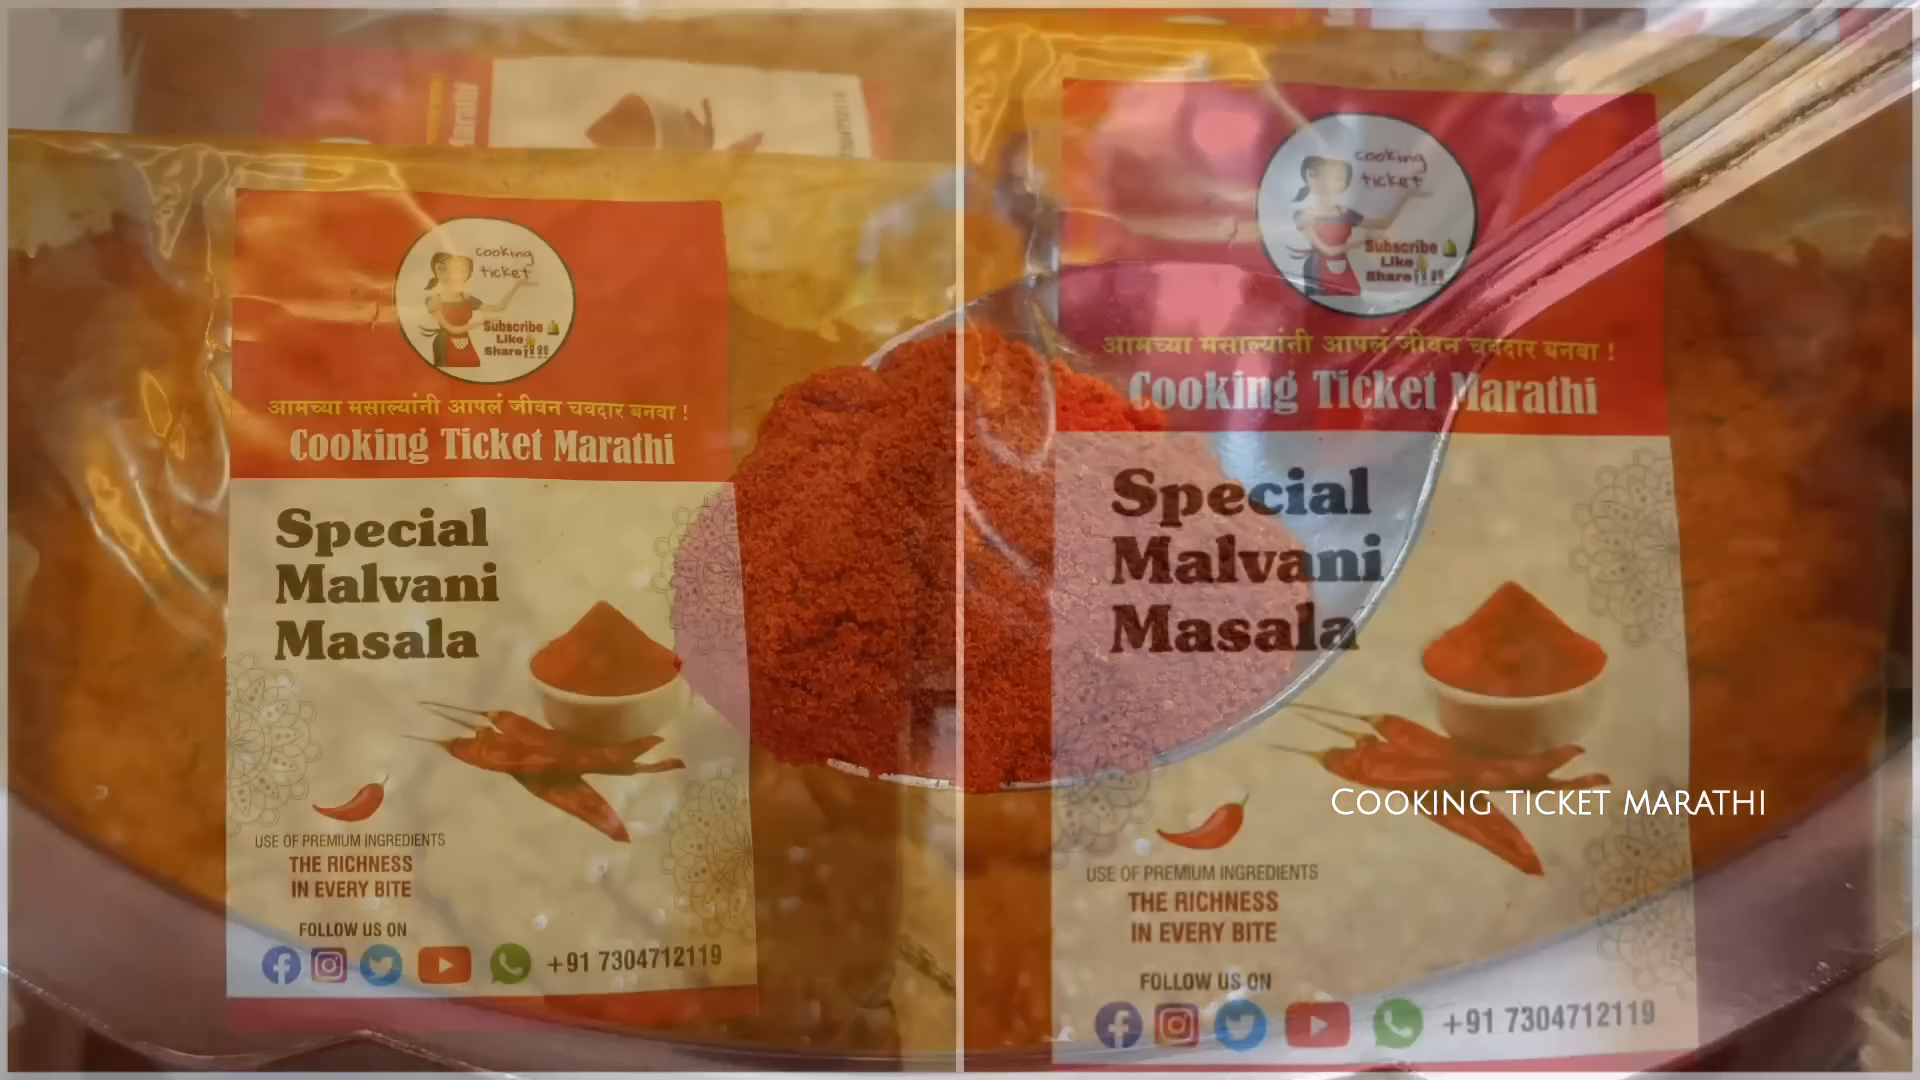 cooking
ticket
Subscribe
Like
Share
आमच्या मसाल्यांनी आपलं जीवन चवदार बनवा !
Cooking Ticket Marathi
Special
Malvani
Masala
USE OF PREMIUM INGREDIENTS
THE RICHNESS
IN EVERY BITE
FOLLOW US ON
+91 7304712119
cooking
ticket
Subscribe
Like
Share
आमच्या मसाल्यांनी आपलं जीवन चवदार बनवा !
Cooking Ticket Marathi
Special
Malvani
Masala
COOKING TICKET MARATHI
USE OF PREMIUM INGREDIENTS
THE RICHNESS
IN EVERY BITE
FOLLOW US ON
+91 7304712119